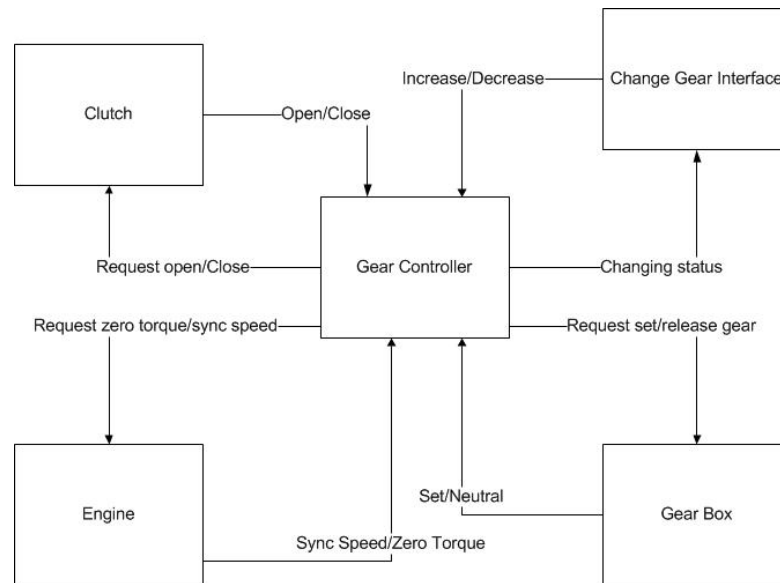 Clutch
Open/Close
Increase/Decrease
Change Gear Interface
Request open/Close
Gear Controller
Changing status
Request zero torque/sync speed
Request set/release gear
Engine
Sync Speed/Zero Torque
Set/Neutral
Gear Box